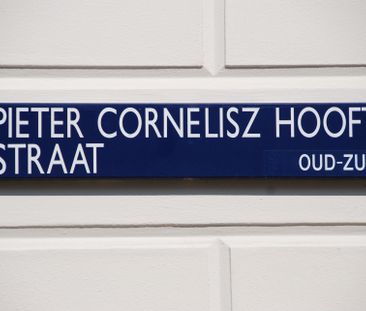 PIETER CORNELISZ HOOFT
STRAAT
OUD-ZU